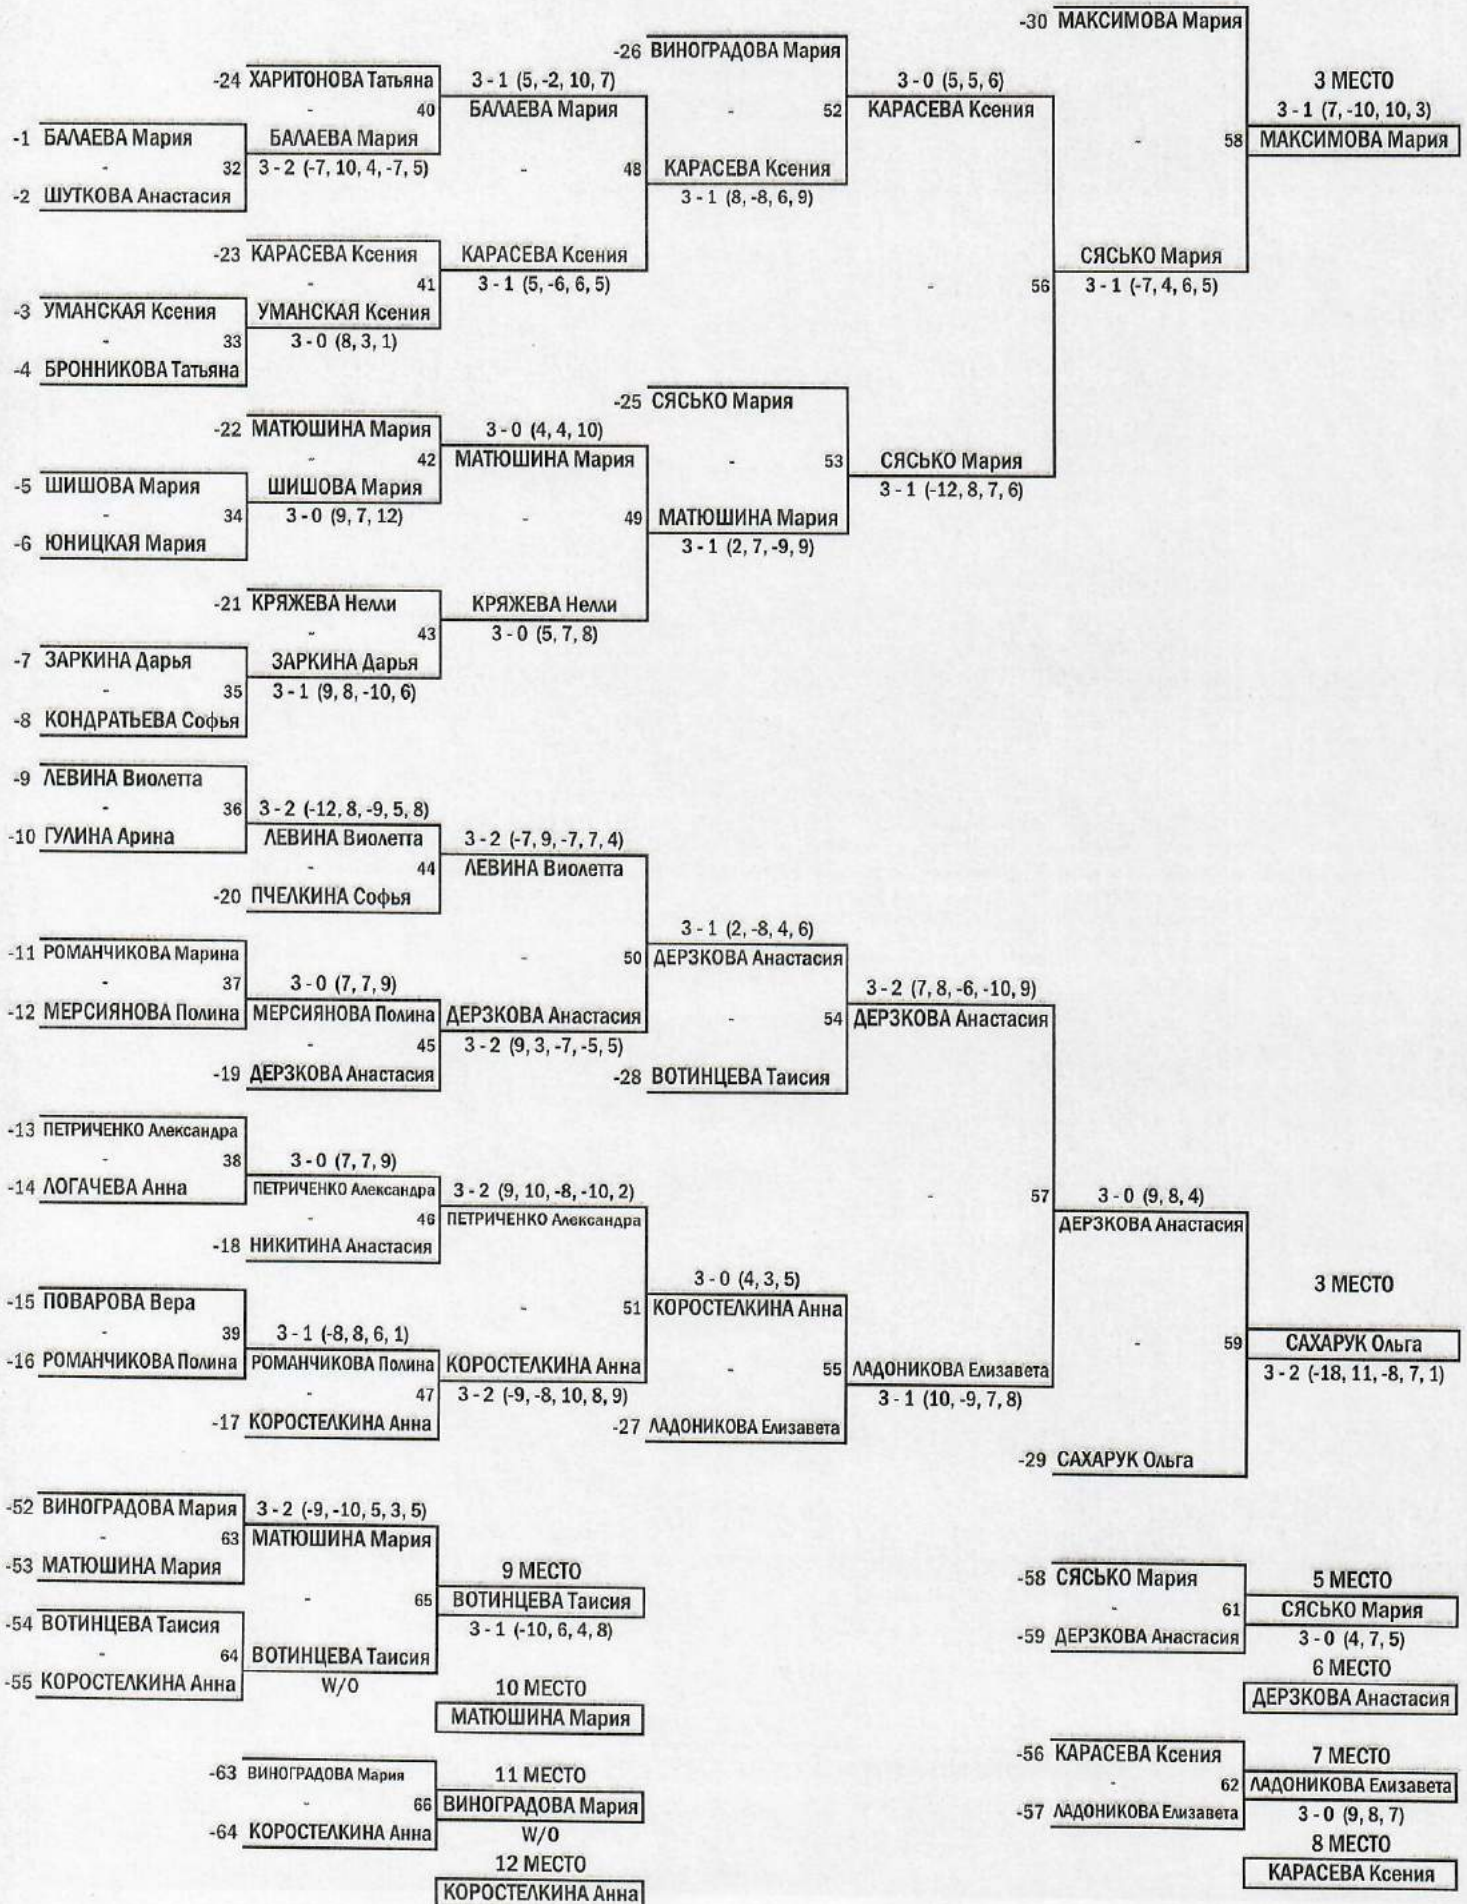 -30 МАКСИМОВА Мария
-26 ВИНОГРАДОВА Мария
-24 ХАРИТОНОВА Татьяна 3 - 1 (5, -2, 10, 7) 3 - 0 (5, 5, 6) 3 МЕСТО
- 40 БАЛАЕВА Мария - 52 КАРАСЕВА Ксения 3 - 1 (7, -10, 10, 3)
-1 БАЛАЕВА Мария БАЛАЕВА Мария - 58 МАКСИМОВА Мария
- 32 3 - 2 (-7, 10, 4, -7, 5) - 48 КАРАСЕВА Ксения
-2 ШУТКОВА Анастасия 3 - 1 (8, -8, 6, 9)
-23 КАРАСЕВА Ксения КАРАСЕВА Ксения СЯСЬКО Мария
- 41 3 - 1 (5, -6, 6, 5) - 56 3 - 1 (-7, 4, 6, 5)
-3 УМАНСКАЯ Ксения УМАНСКАЯ Ксения
- 33 3 - 0 (8, 3, 1)
-4 БРОННИКОВА Татьяна
-25 СЯСЬКО Мария
-22 МАТЮШИНА Мария 3 - 0 (4, 4, 10)
- 42 МАТЮШИНА Мария - 53 СЯСЬКО Мария
-5 ШИШОВА Мария ШИШОВА Мария 3 - 1 (-12, 8, 7, 6)
- 34 3 - 0 (9, 7, 12) - 49 МАТЮШИНА Мария
-6 ЮНИЦКАЯ Мария 3 - 1 (2, 7, -9, 9)
-21 КРЯЖЕВА Нелли КРЯЖЕВА Нелли
- 43 3 - 0 (5, 7, 8)
-7 ЗАРКИНА Дарья ЗАРКИНА Дарья
- 35 3 - 1 (9, 8, -10, 6)
-8 КОНДРАТЬЕВА Софья
-9 ЛЕВИНА Виолетта
- 36 3 - 2 (-12, 8, -9, 5, 8)
-10 ГУЛИНА Арина ЛЕВИНА Виолетта 3 - 2 (-7, 9, -7, 7, 4)
- 44 ЛЕВИНА Виолетта
-20 ПЧЕЛКИНА Софья
3 - 1 (2, -8, 4, 6)
-11 РОМАНЧИКОВА Марина - 50 ДЕРЗКОВА Анастасия
- 37 3 - 0 (7, 7, 9) 3 - 2 (7, 8, -6, -10, 9)
-12 МЕРСИЯНОВА Полина МЕРСИЯНОВА Полина ДЕРЗКОВА Анастасия - 54 ДЕРЗКОВА Анастасия
- 45 3 - 2 (9, 3, -7, -5, 5)
-19 ДЕРЗКОВА Анастасия -28 ВОТИНЦЕВА Таисия
-13 ПЕТРИЧЕНКО Александра
- 38 3 - 0 (7, 7, 9)
-14 ЛОГАЧЕВА Анна ПЕТРИЧЕНКО Александра 3 - 2 (9, 10, -8, -10, 2) - 57 3 - 0 (9, 8, 4)
- 46 ПЕТРИЧЕНКО Александра ДЕРЗКОВА Анастасия
-18 НИКИТИНА Анастасия
3 - 0 (4, 3, 5) 3 МЕСТО
-15 ПОВАРОВА Вера - 51 КОРОСТЕЛКИНА Анна
- 39 3 - 1 (-8, 8, 6, 1) - 59 САХАРУК Ольга
-16 РОМАНЧИКОВА Полина РОМАНЧИКОВА Полина КОРОСТЕЛКИНА Анна - 55 ЛАДОНИКОВА Елизавета 3 - 2 (-18, 11, -8, 7, 1)
- 47 3 - 2 (-9, -8, 10, 8, 9) 3 - 1 (10, -9, 7, 8)
-17 КОРОСТЕЛКИНА Анна -27 ЛАДОНИКОВА Елизавета
-29 САХАРУК Ольга
-52 ВИНОГРАДОВА Мария 3 - 2 (-9, -10, 5, 3, 5)
- 63 МАТЮШИНА Мария
-53 МАТЮШИНА Мария 9 МЕСТО -58 СЯСЬКО Мария 5 МЕСТО
- 65 ВОТИНЦЕВА Таисия - 61 СЯСЬКО Мария
-54 ВОТИНЦЕВА Таисия 3 - 1 (-10, 6, 4, 8) -59 ДЕРЗКОВА Анастасия 3 - 0 (4, 7, 5)
- 64 ВОТИНЦЕВА Таисия 6 МЕСТО
-55 КОРОСТЕЛКИНА Анна W/O 10 МЕСТО ДЕРЗКОВА Анастасия
МАТЮШИНА Мария
-56 КАРАСЕВА Ксения 7 МЕСТО
-63 ВИНОГРАДОВА Мария 11 МЕСТО - 62 ЛАДОНИКОВА Елизавета
- 66 ВИНОГРАДОВА Мария -57 ЛАДОНИКОВА Елизавета 3 - 0 (9, 8, 7)
-64 КОРОСТЕЛКИНА Анна W/O 8 МЕСТО
12 МЕСТО КАРАСЕВА Ксения
КОРОСТЕЛКИНА Анна